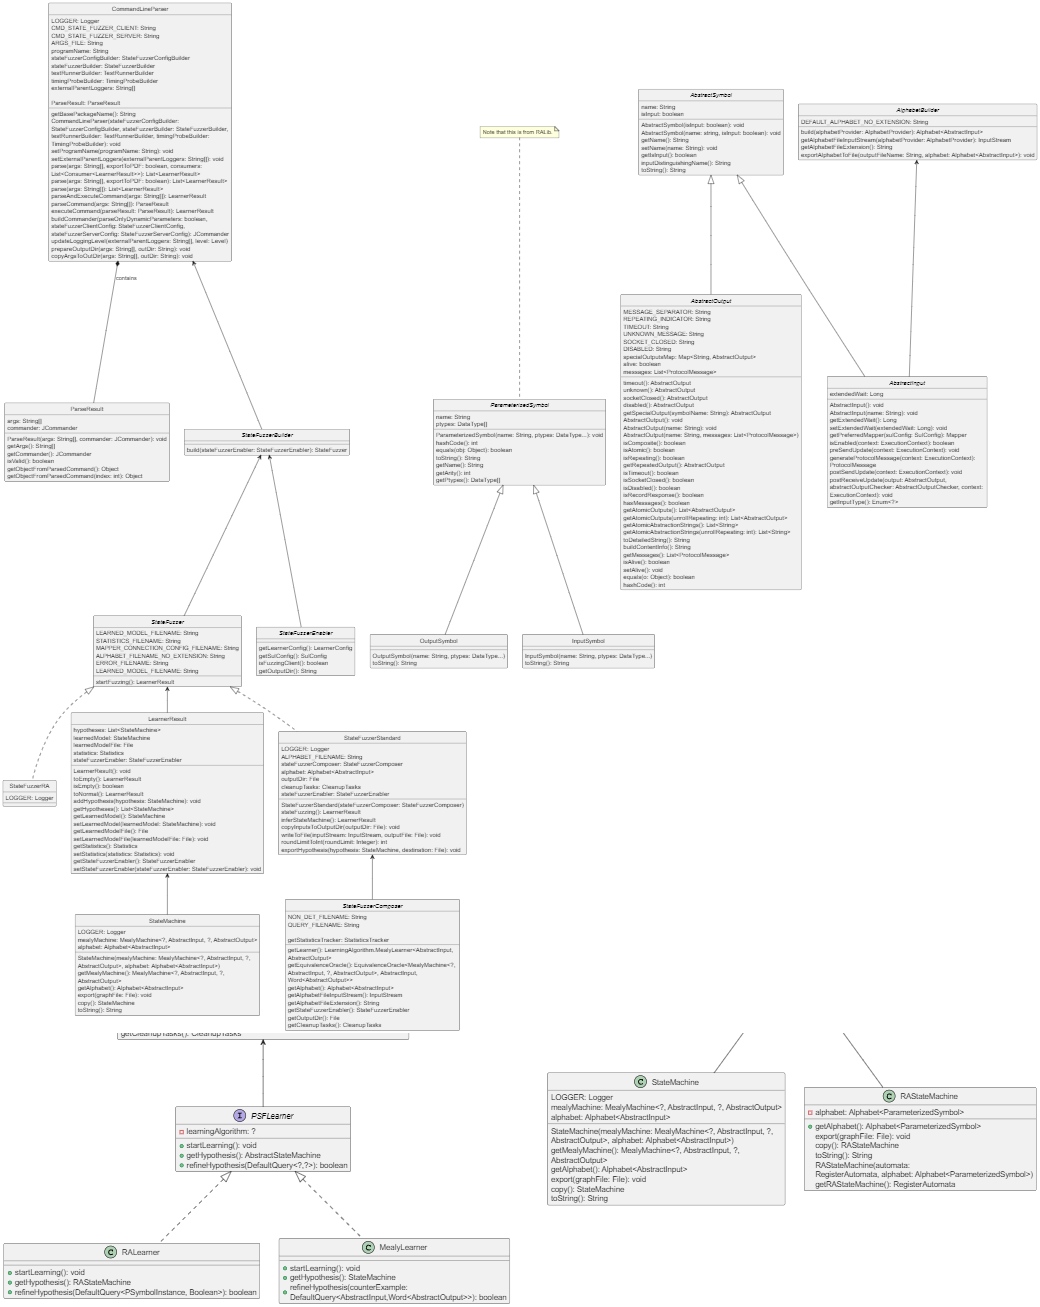 CommandLineParser
LOGGER: Logger
CMD_STATE_FUZZER_CLIENT: String
CMD_STATE_FUZZER_SERVER: String
ARGS_FILE: String
programName: String
stateFuzzerConfigBuilder: StateFuzzerConfigBuilder
stateFuzzerBuilder: StateFuzzerBuilder
testRunnerBuilder: TestRunnerBuilder
timingProbeBuilder: TimingProbeBuilder
externalParentLoggers: String[]
ParseResult: ParseResult
getBasePackageName(): String
CommandLineParser(stateFuzzerConfigBuilder:
StateFuzzerConfigBuilder, stateFuzzerBuilder: StateFuzzerBuilder,
testRunnerBuilder: TestRunnerBuilder, timingProbeBuilder:
TimingProbeBuilder): void
setProgramName(programName: String): void
setExternalParentLoggers(externalParentLoggers: String[]): void
parse(args: String[], exportToPDF: boolean, consumers:
List<Consumer<LearnerResult>>): List<LearnerResult>
parse(args: String[], exportToPDF: boolean): List<LearnerResult>
parse(args: String[]): List<LearnerResult>
parseAndExecuteCommand(args: String[]): LearnerResult
parseCommand(args: String[]): ParseResult
executeCommand(parseResult: ParseResult): LearnerResult
buildCommander(parseOnlyDynamicParameters: boolean,
stateFuzzerClientConfig: StateFuzzerClientConfig,
stateFuzzerServerConfig: StateFuzzerServerConfig): JCommander
updateLoggingLevel(externalParentLoggers: String[], level: Level)
prepareOutputDir(args: String[], outDir: String): void
copyArgsToOutDir(args: String[], outDir: String): void
contains
ParseResult
args: String[]
commander: JCommander
ParseResult(args: String[], commander: JCommander): void
getArgs(): String[]
getCommander(): JCommander
isValid(): boolean
getObjectFromParsedCommand(): Object
getObjectFromParsedCommand(index: int): Object
StateFuzzerBuilder
build(stateFuzzerEnabler: StateFuzzerEnabler): StateFuzzer
Note that this is from RALib.
AbstractSymbol
name: String
isInput: boolean
AbstractSymbol(isInput: boolean): void
AbstractSymbol(name: string, isInput: boolean): void
getName(): String
setName(name: String): void
getIsInput(): boolean
inputDistinguishingName(): String
toString(): String
AlphabetBuilder
DEFAULT_ALPHABET_NO_EXTENSION: String
build(alphabetProvider: AlphabetProvider): Alphabet<AbstractInput>
getAlphabetFileInputStream(alphabetProvider: AlphabetProvider): InputStream
getAlphabetFileExtension(): String
exportAlphabetToFile(outputFileName: String, alphabet: Alphabet<AbstractInput>): void
AbstractOutput
MESSAGE_SEPARATOR: String
REPEATING_INDICATOR: String
TIMEOUT: String
UNKNOWN_MESSAGE: String
SOCKET_CLOSED: String
DISABLED: String
specialOutputsMap: Map<String, AbstractOutput>
alive: boolean
messages: List<ProtocolMessage>
timeout(): AbstractOutput
unknown(): AbstractOutput
socketClosed(): AbstractOutput
disabled(): AbstractOutput
getSpecialOutput(symbolName: String): AbstractOutput
AbstractOutput(): void
AbstractOutput(name: String): void
AbstractOutput(name: String, messages: List<ProtocolMessage>)
isComposite(): boolean
isAtomic(): boolean
isRepeating(): boolean
getRepeatedOutput(): AbstractOutput
isTimeout(): boolean
isSocketClosed(): boolean
isDisabled(): boolean
isRecordResponse(): boolean
hasMessages(): boolean
getAtomicOutputs(): List<AbstractOutput>
getAtomicOutputs(unrollRepeating: int): List<AbstractOutput>
getAtomicAbstractionStrings(): List<String>
getAtomicAbstractionStrings(unrollRepeating: int): List<String>
toDetailedString(): String
buildContentInfo(): String
getMessages(): List<ProtocolMessage>
isAlive(): boolean
setAlive(): void
equals(o: Object): boolean
hashCode(): int
AbstractInput
extendedWait: Long
AbstractInput(): void
AbstractInput(name: String): void
getExtendedWait(): Long
setExtendedWait(extendedWait: Long): void
getPreferredMapper(sulConfig: SulConfig): Mapper
isEnabled(context: ExecutionContext): boolean
preSendUpdate(context: ExecutionContext): void
generateProtocolMessage(context: ExecutionContext):
ProtocolMessage
postSendUpdate(context: ExecutionContext): void
postReceiveUpdate(output: AbstractOutput,
abstractOutputChecker: AbstractOutputChecker, context:
ExecutionContext): void
getInputType(): Enum<?>
ParameterizedSymbol
name: String
ptypes: DataType[]
ParameterizedSymbol(name: String, ptypes: DataType...): void
hashCode(): int
equals(obj: Object): boolean
toString(): String
getName(): String
getArity(): int
getPtypes(): DataType[]
StateFuzzer
LEARNED_MODEL_FILENAME: String
STATISTICS_FILENAME: String
MAPPER_CONNECTION_CONFIG_FILENAME: String
ALPHABET_FILENAME_NO_EXTENSION: String
ERROR_FILENAME: String
LEARNED_MODEL_FILENAME: String
startFuzzing(): LearnerResult
StateFuzzerEnabler
getLearnerConfig(): LearnerConfig
getSulConfig(): SulConfig
isFuzzingClient(): boolean
getOutputDir(): String
OutputSymbol
OutputSymbol(name: String, ptypes: DataType...)
toString(): String
InputSymbol
InputSymbol(name: String, ptypes: DataType...)
toString(): String
StateFuzzerRA
LOGGER: Logger
LearnerResult
hypotheses: List<StateMachine>
learnedModel: StateMachine
learnedModelFile: File
statistics: Statistics
stateFuzzerEnabler: StateFuzzerEnabler
LearnerResult(): void
toEmpty(): LearnerResult
isEmpty(): boolean
toNormal(): LearnerResult
addHypothesis(hypothesis: StateMachine): void
getHypotheses(): List<StateMachine>
getLearnedModel(): StateMachine
setLearnedModel(learnedModel: StateMachine): void
getLearnedModelFile(): File
setLearnedModelFile(learnedModelFile: File): void
getStatistics(): Statistics
setStatistics(statistics: Statistics): void
getStateFuzzerEnabler(): StateFuzzerEnabler
setStateFuzzerEnabler(stateFuzzerEnabler: StateFuzzerEnabler): void
StateFuzzerStandard
LOGGER: Logger
ALPHABET_FILENAME: String
stateFuzzerComposer: StateFuzzerComposer
alphabet: Alphabet<AbstractInput>
outputDir: File
cleanupTasks: CleanupTasks
stateFuzzerEnabler: StateFuzzerEnabler
StateFuzzerStandard(stateFuzzerComposer: StateFuzzerComposer)
stateFuzzing(): LearnerResult
inferStateMachine(): LearnerResult
copyInputsToOutputDir(outputDir: File): void
writeToFile(inputStream: InputStream, outputFile: File): void
roundLimitToInt(roundLimit: Integer): int
exportHypothesis(hypothesis: StateMachine, destination: File): void
StateMachine
LOGGER: Logger
mealyMachine: MealyMachine<?, AbstractInput, ?, AbstractOutput>
alphabet: Alphabet<AbstractInput>
StateMachine(mealyMachine: MealyMachine<?, AbstractInput, ?,
AbstractOutput>, alphabet: Alphabet<AbstractInput>)
getMealyMachine(): MealyMachine<?, AbstractInput, ?,
AbstractOutput>
getAlphabet(): Alphabet<AbstractInput>
export(graphFile: File): void
copy(): StateMachine
toString(): String
StateFuzzerComposer
NON_DET_FILENAME: String
QUERY_FILENAME: String
getStatisticsTracker: StatisticsTracker
getLearner(): LearningAlgorithm.MealyLearner<AbstractInput,
AbstractOutput>
getEquivalenceOracle(): EquivalenceOracle<MealyMachine<?,
AbstractInput, ?, AbstractOutput>, AbstractInput,
Word<AbstractOutput>>
getAlphabet(): Alphabet<AbstractInput>
getAlphabetFileInputStream(): InputStream
getAlphabetFileExtension(): String
getStateFuzzerEnabler(): StateFuzzerEnabler
getOutputDir(): File
getCleanupTasks(): CleanupTasks
getCleanupTasks(): CleanupTasks
I PSFLearner
learningAlgorithm: ?
startLearning(): void
getHypothesis(): AbstractStateMachine
refineHypothesis(DefaultQuery<?,?>): boolean
C StateMachine
LOGGER: Logger
mealyMachine: MealyMachine<?, AbstractInput, ?, AbstractOutput>
alphabet: Alphabet<AbstractInput>
StateMachine(mealyMachine: MealyMachine<?, AbstractInput, ?,
AbstractOutput>, alphabet: Alphabet<AbstractInput>)
getMealyMachine(): MealyMachine<?, AbstractInput, ?,
AbstractOutput>
getAlphabet(): Alphabet<AbstractInput>
export(graphFile: File): void
copy(): StateMachine
toString(): String
C RAStateMachine
alphabet: Alphabet<ParameterizedSymbol>
getAlphabet(): Alphabet<ParameterizedSymbol>
export(graphFile: File): void
copy(): RAStateMachine
toString(): String
RAStateMachine(automata:
RegisterAutomata, alphabet: Alphabet<ParameterizedSymbol>)
getRAStateMachine(): RegisterAutomata
C RALearner
startLearning(): void
getHypothesis(): RAStateMachine
refineHypothesis(DefaultQuery<PSymbolInstance, Boolean>): boolean
C MealyLearner
startLearning(): void
getHypothesis(): StateMachine
refineHypothesis(counterExample:
DefaultQuery<AbstractInput,Word<AbstractOutput>>): boolean